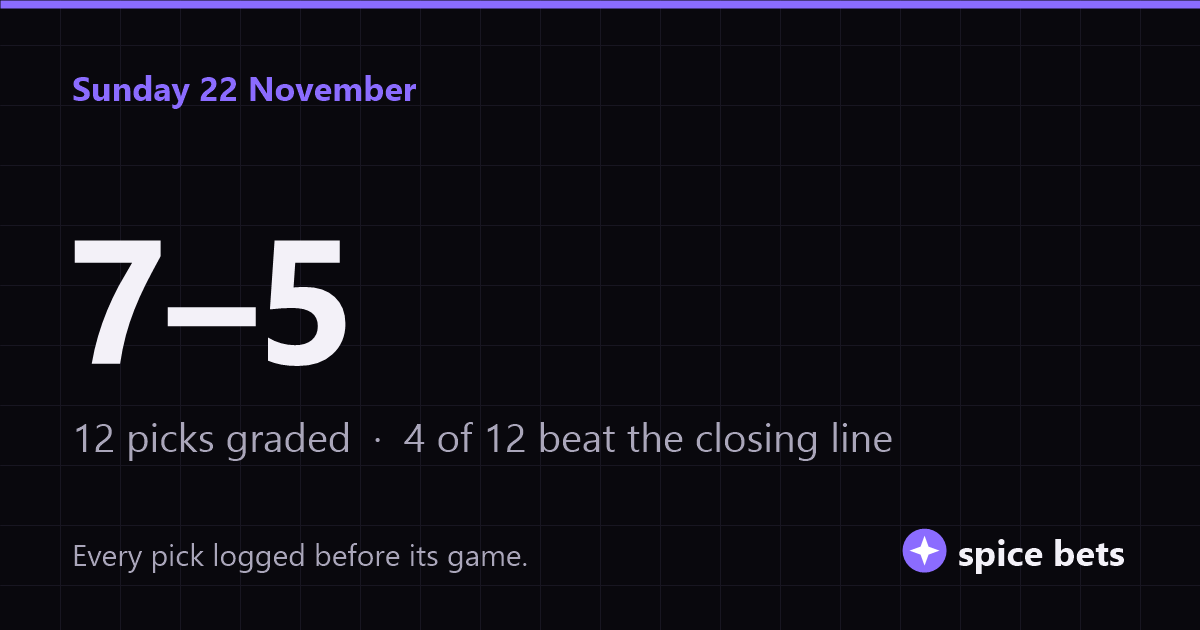 Sunday 22 November
7–5
12 picks graded · 4 of 12 beat the closing line
Every pick logged before its game.
spice bets